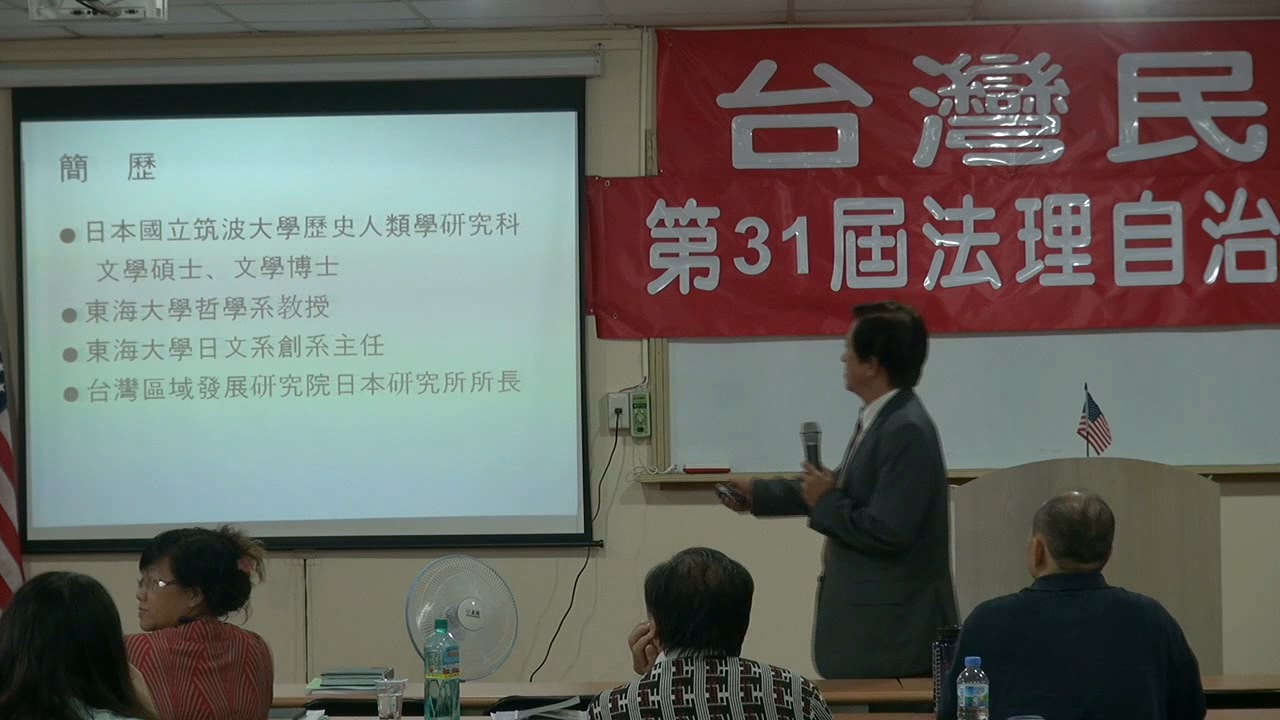 簡 歷
日本國立筑波大學歷史人類學研究科
文學碩士、文學博士
東海大學哲學系教授
東海大學日文系創系主任
台灣區域發展研究院日本研究所所長
台灣民
第31屆法理自治